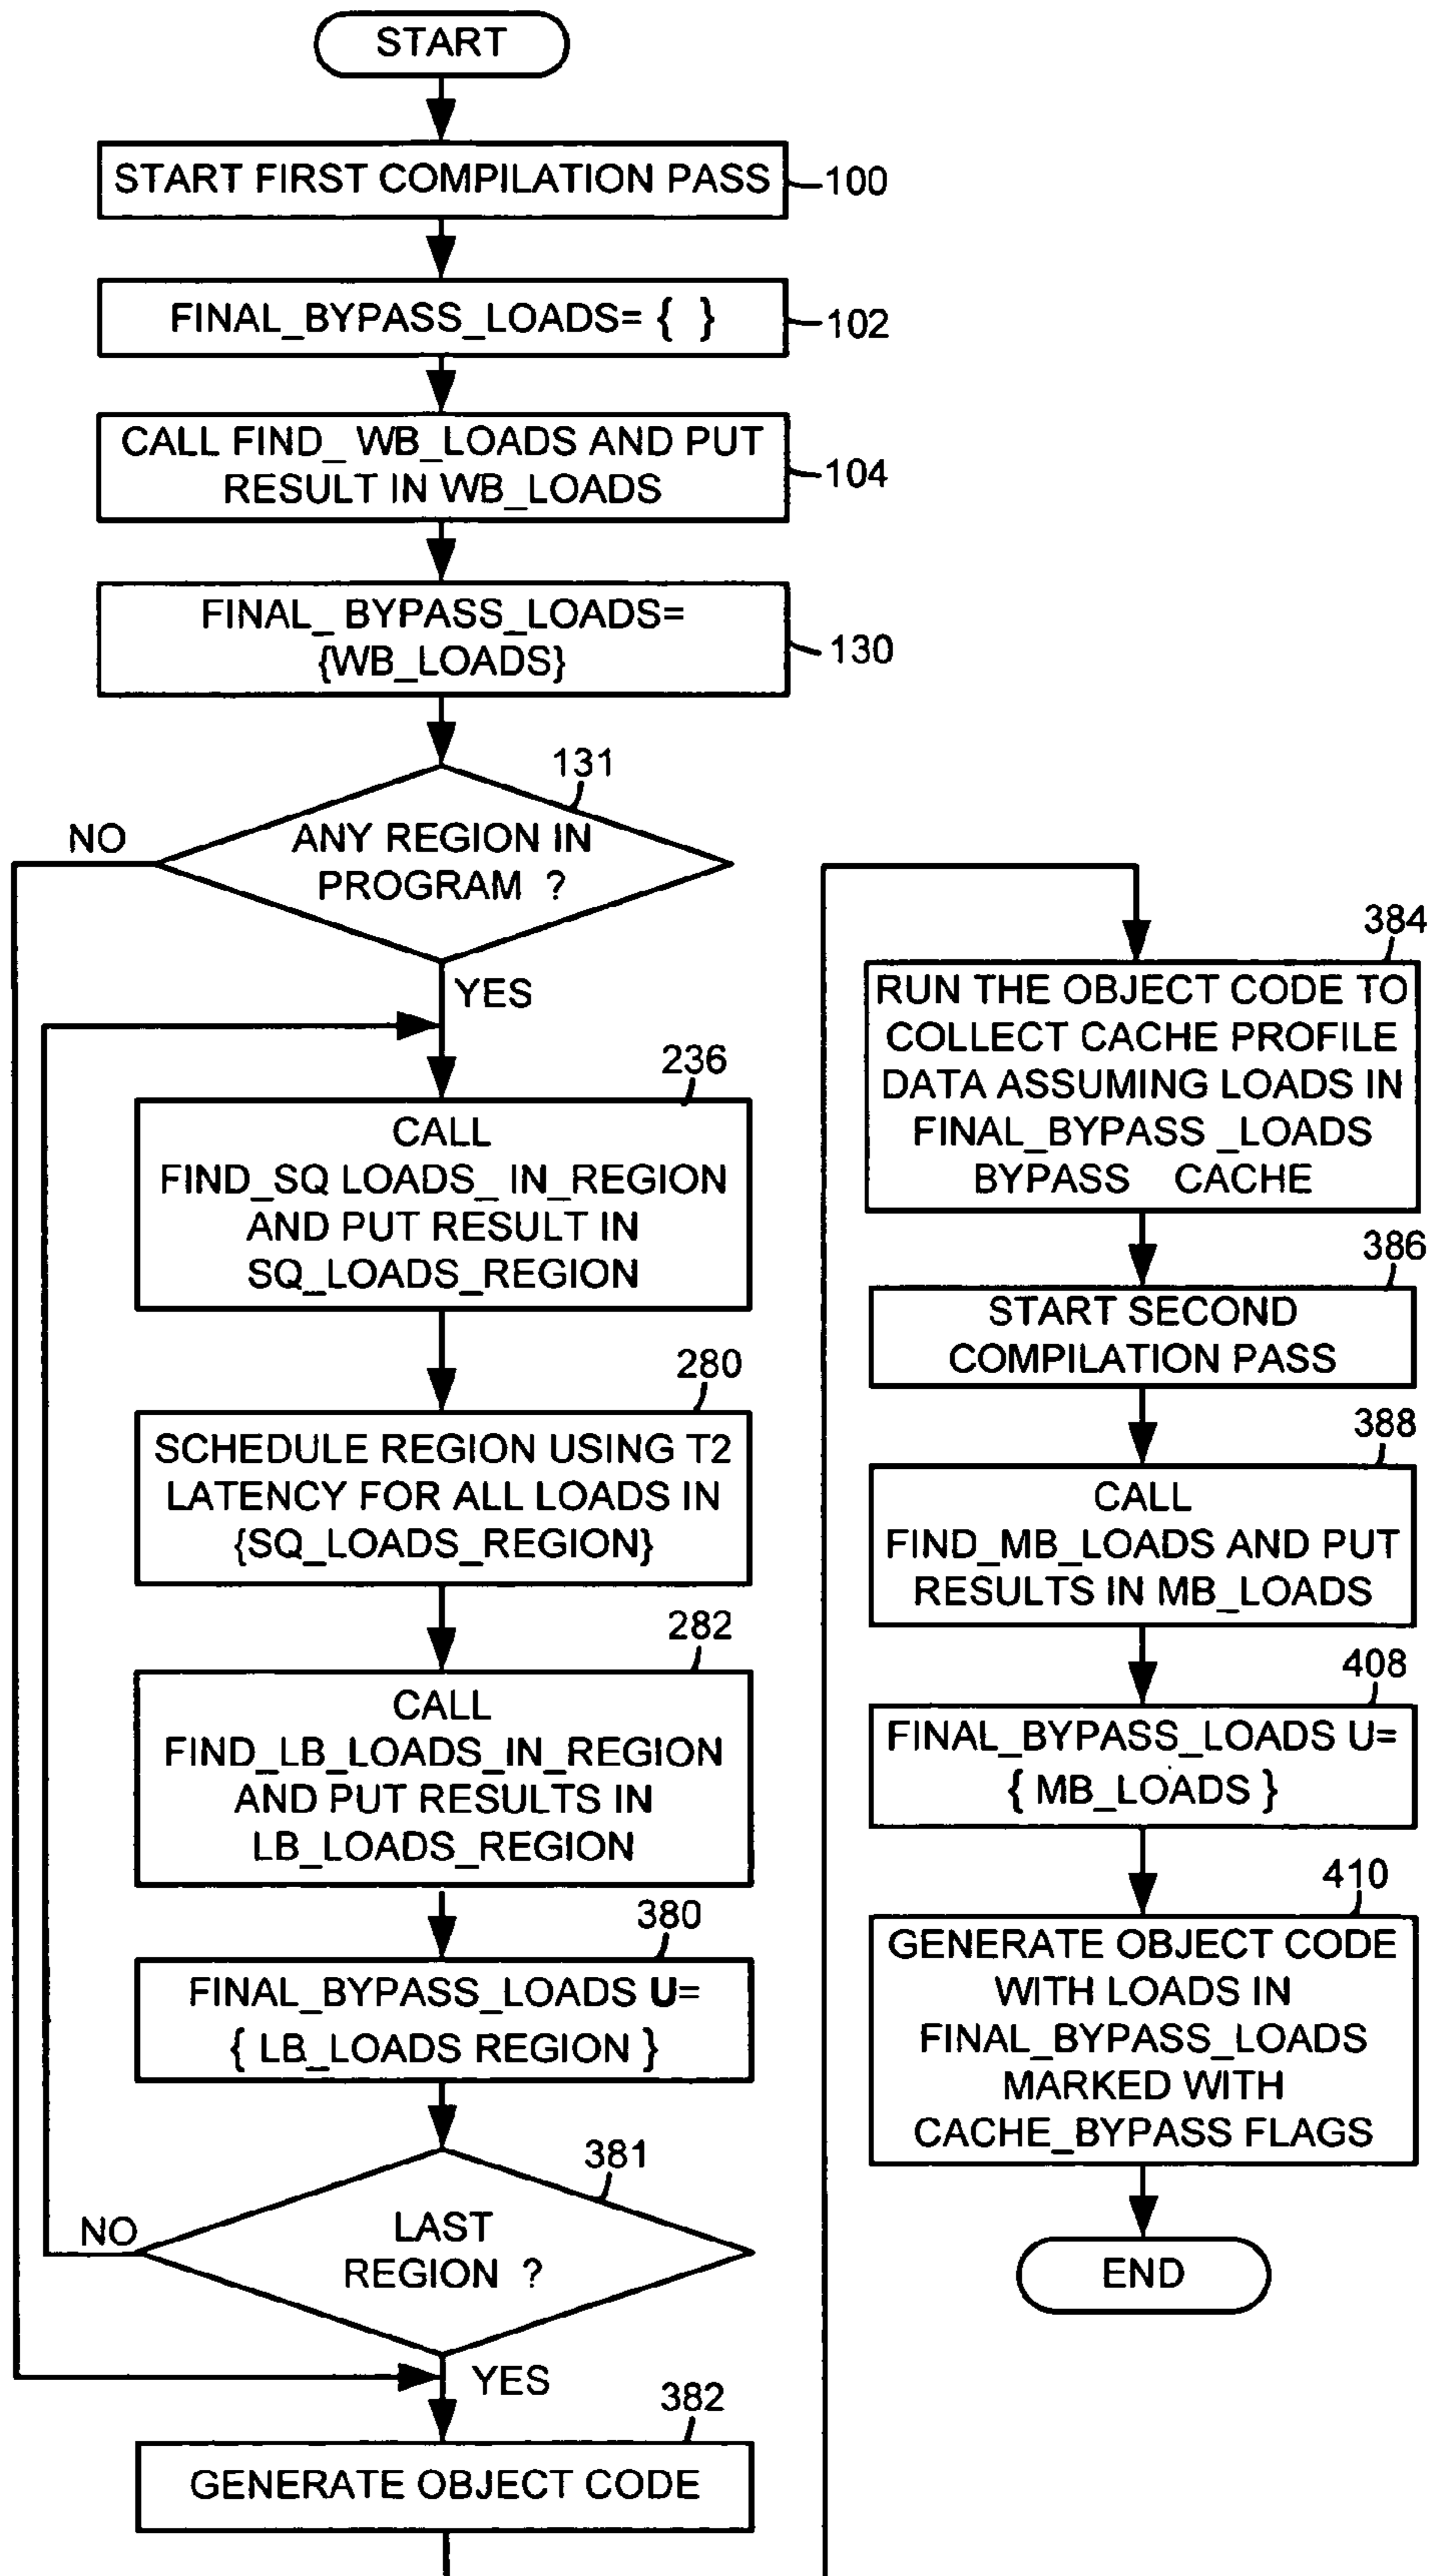 START
START FIRST COMPILATION PASS
100
FINAL_BYPASS_LOADS= { }
102
CALL FIND_ WB_LOADS AND PUT
RESULT IN WB_LOADS
104
FINAL_ BYPASS_LOADS=
{WB_LOADS}
130
131
ANY REGION IN
PROGRAM ?
NO
YES
236
CALL
FIND_SQ LOADS_ IN_REGION
AND PUT RESULT IN
SQ_LOADS_REGION
280
SCHEDULE REGION USING T2
LATENCY FOR ALL LOADS IN
{SQ_LOADS_REGION}
282
CALL
FIND_LB_LOADS_IN_REGION
AND PUT RESULTS IN
LB_LOADS_REGION
380
FINAL_BYPASS_LOADS U=
{ LB_LOADS REGION }
381
LAST
REGION ?
NO
YES
382
GENERATE OBJECT CODE
384
RUN THE OBJECT CODE TO
COLLECT CACHE PROFILE
DATA ASSUMING LOADS IN
FINAL_BYPASS _LOADS
BYPASS CACHE
386
START SECOND
COMPILATION PASS
388
CALL
FIND_MB_LOADS AND PUT
RESULTS IN MB_LOADS
408
FINAL_BYPASS_LOADS U=
{ MB_LOADS }
410
GENERATE OBJECT CODE
WITH LOADS IN
FINAL_BYPASS_LOADS
MARKED WITH
CACHE_BYPASS FLAGS
END